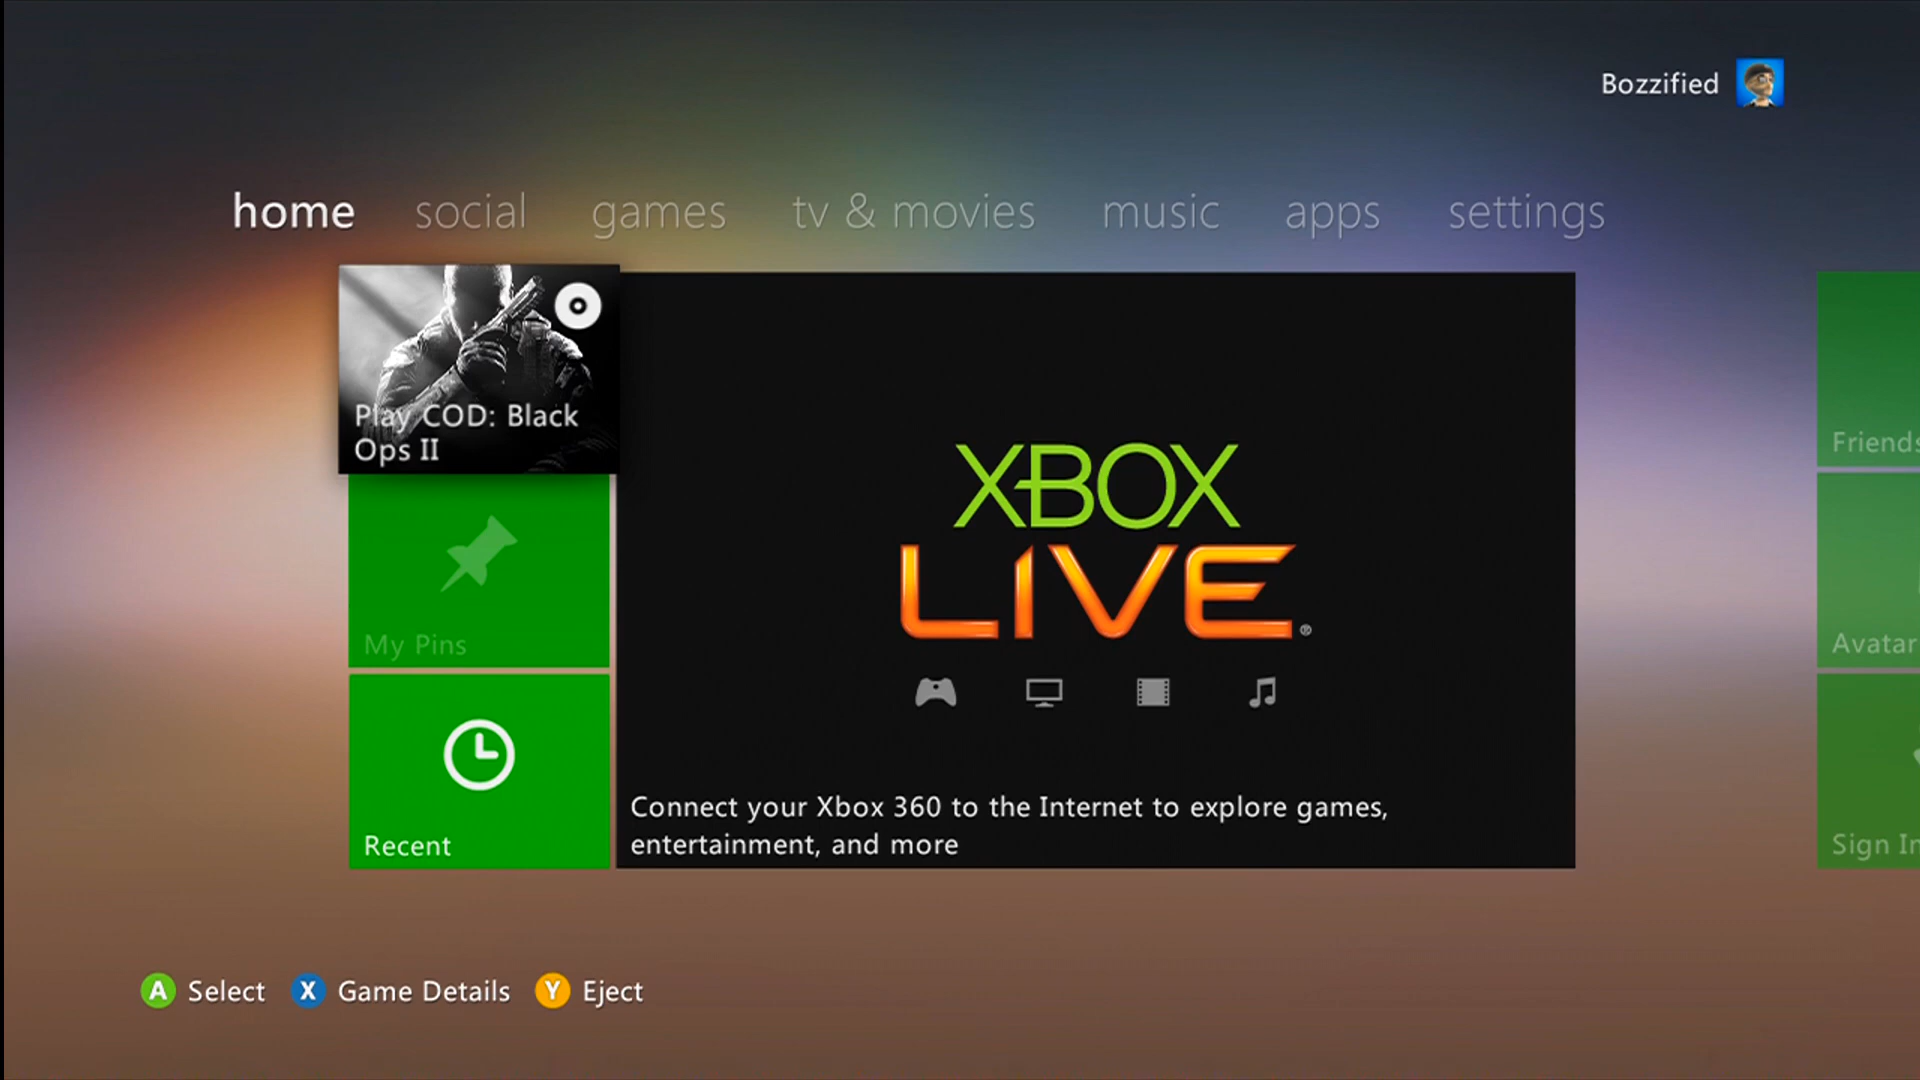 Bozzified
home social games tv & movies music apps settings
Play COD: Black
Ops II
My Pins
Recent
XBOX
LIVE®
Connect your Xbox 360 to the Internet to explore games,
entertainment, and more
Friends
Avatar
Sign In
A Select X Game Details Y Eject